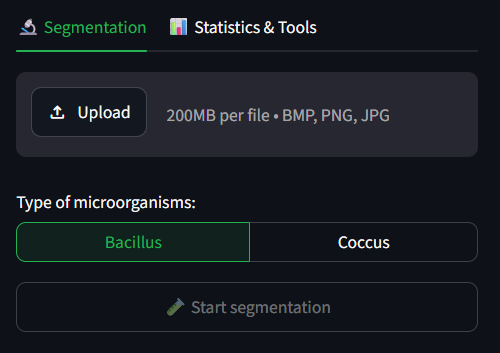 Segmentation Statistics & Tools
Upload 200MB per file • BMP, PNG, JPG
Type of microorganisms:
Bacillus Coccus
Start segmentation